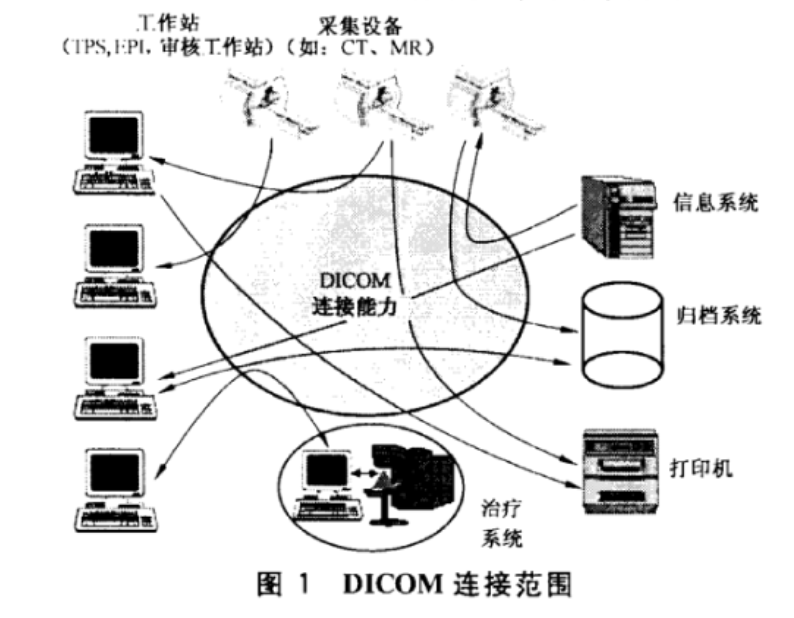 工作站
采集设备
(TPS,EPI, 审核工作站)
(如: CT、MR)
信息系统
DICOM
连接能力
归档系统
打印机
治疗
系统
图 1 DICOM 连接范围